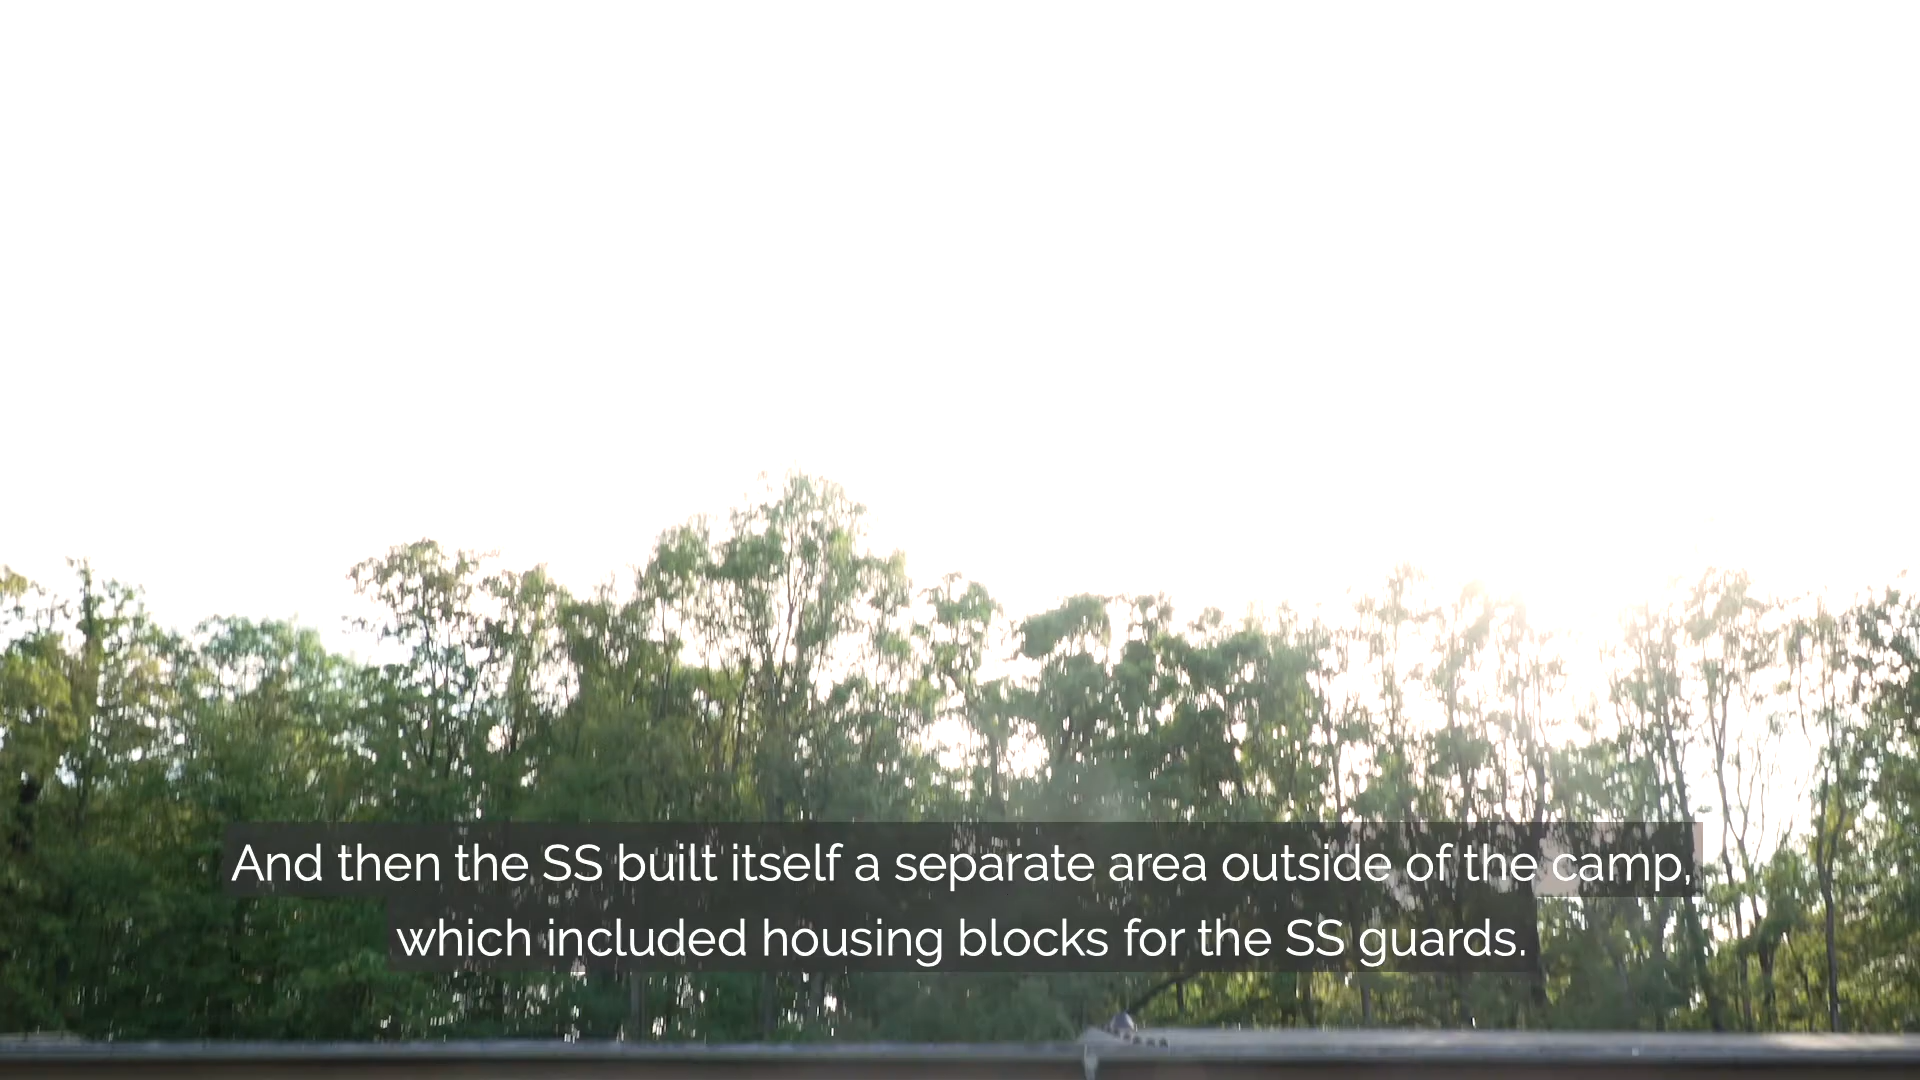 And then the SS built itself a separate area outside of the camp,
which included housing blocks for the SS guards.